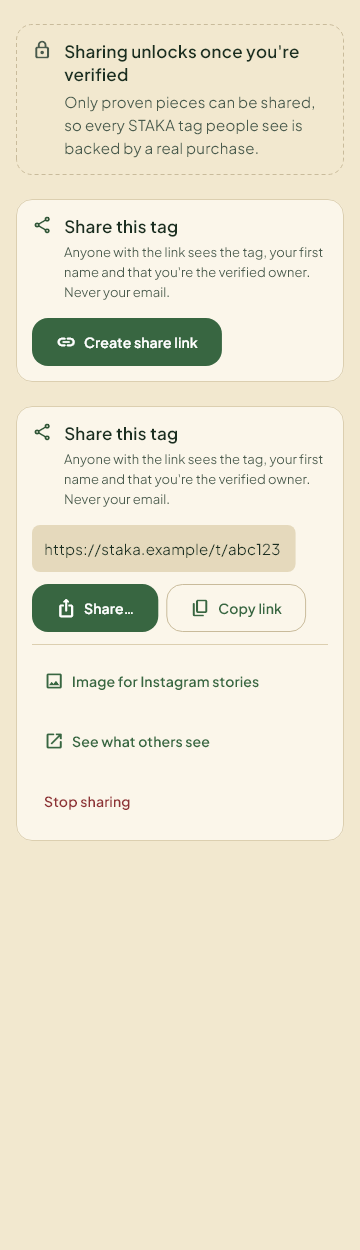 Sharing unlocks once you're
verified
Only proven pieces can be shared,
so every STAKA tag people see is
backed by a real purchase.
Share this tag
Anyone with the link sees the tag, your first
name and that you're the verified owner.
Never your email.
Create share link
Share this tag
Anyone with the link sees the tag, your first
name and that you're the verified owner.
Never your email.
https://staka.example/t/abc123
Share…
Copy link
Image for Instagram stories
See what others see
Stop sharing